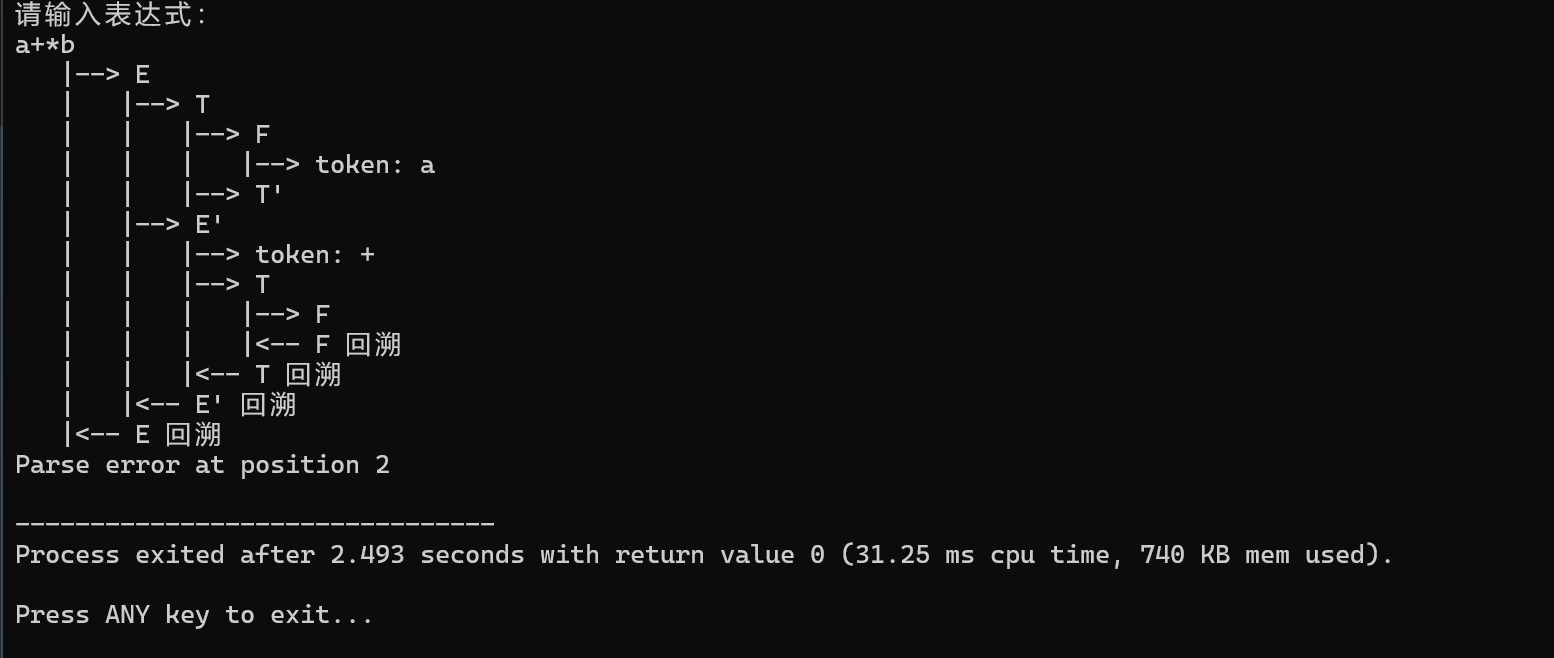 请输入表达式:
a+*b
   |--> E
   |   |--> T
   |   |   |--> F
   |   |   |   |--> token: a
   |   |   |--> T'
   |   |--> E'
   |   |   |--> token: +
   |   |   |--> T
   |   |   |   |--> F
   |   |   |   |<-- F 回溯
   |   |   |<-- T 回溯
   |   |<-- E' 回溯
   |<-- E 回溯
Parse error at position 2
--------------------------------
Process exited after 2.493 seconds with return value 0 (31.25 ms cpu time, 740 KB mem used).
Press ANY key to exit...